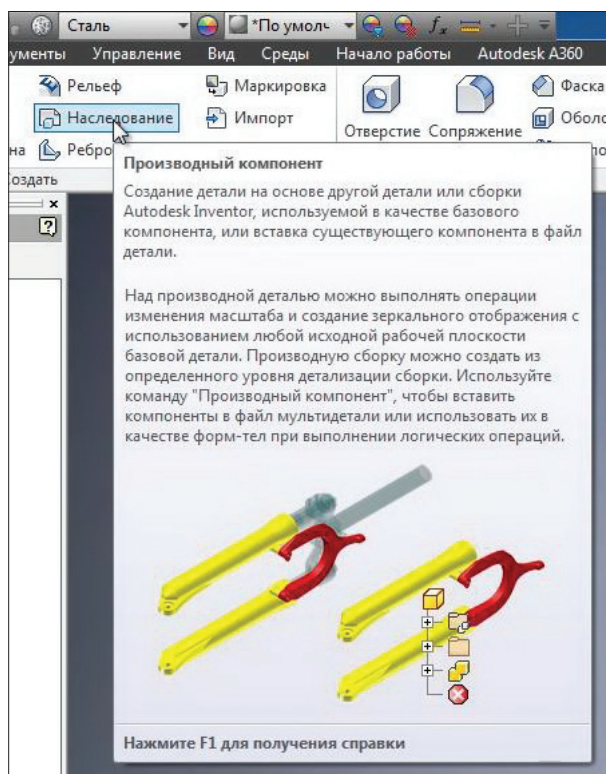 Сталь *По умолч fx
ументы Управление Вид Среды Начало работы Autodesk A360
Рельеф Маркировка Фаска
Наследование Импорт Оболо
Отверстие Сопряжение
на Ребро
Создать
Производный компонент
Создание детали на основе другой детали или сборки
Autodesk Inventor, используемой в качестве базового
компонента, или вставка существующего компонента в файл
детали.
Над производной деталью можно выполнять операции
изменения масштаба и создание зеркального отображения с
использованием любой исходной рабочей плоскости
базовой детали. Производную сборку можно создать из
определенного уровня детализации сборки. Используйте
команду "Производный компонент", чтобы вставить
компоненты в файл мультидетали или использовать их в
качестве форм-тел при выполнении логических операций.
Нажмите F1 для получения справки